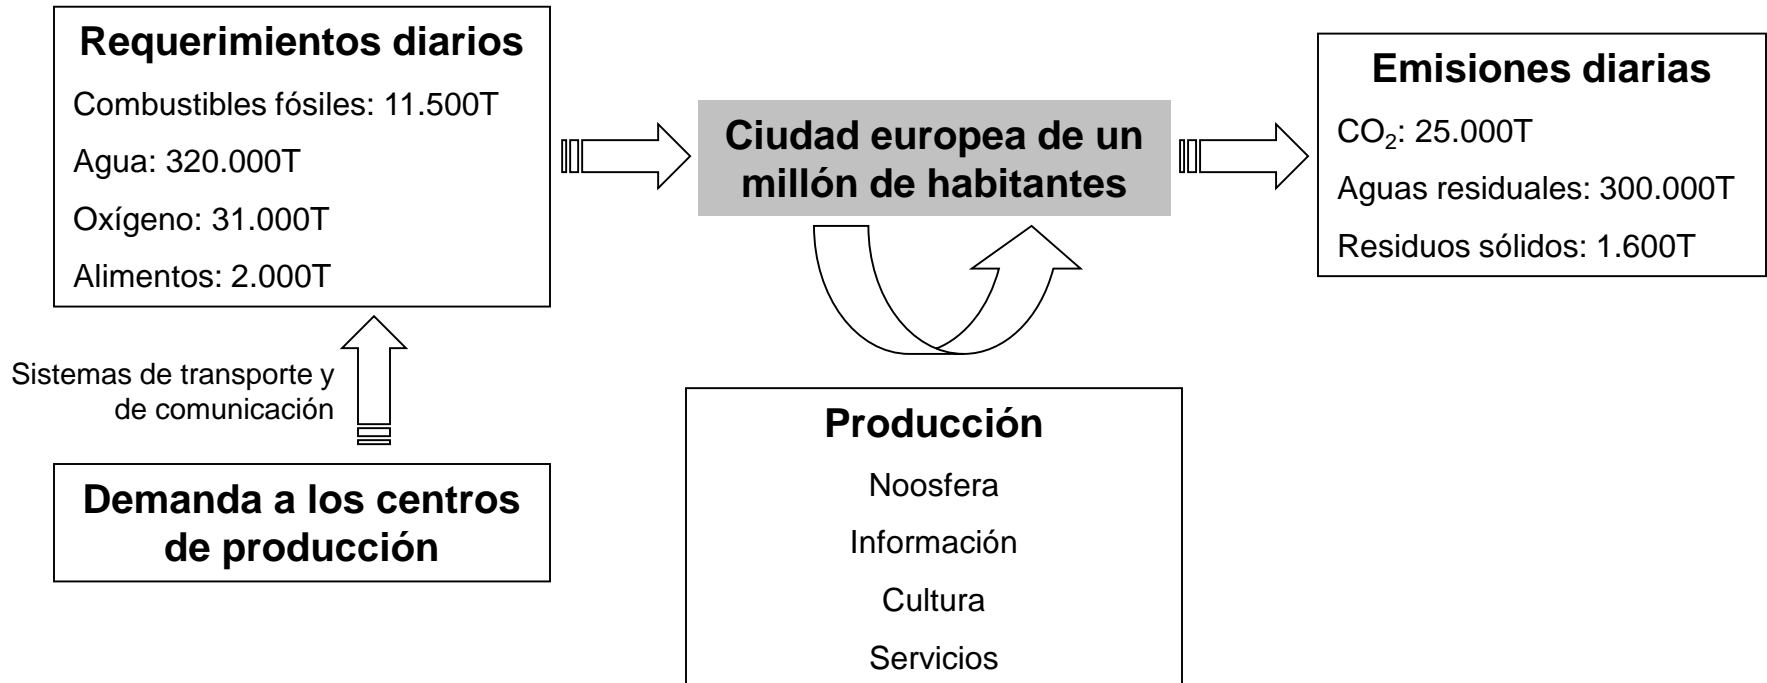 Requerimientos diarios
Combustibles fósiles: 11.500T
Agua: 320.000T
Oxígeno: 31.000T
Alimentos: 2.000T
Sistemas de transporte y
de comunicación
Demanda a los centros
de producción
Ciudad europea de un
millón de habitantes
Producción
Noosfera
Información
Cultura
Servicios
Emisiones diarias
CO₂: 25.000T
Aguas residuales: 300.000T
Residuos sólidos: 1.600T